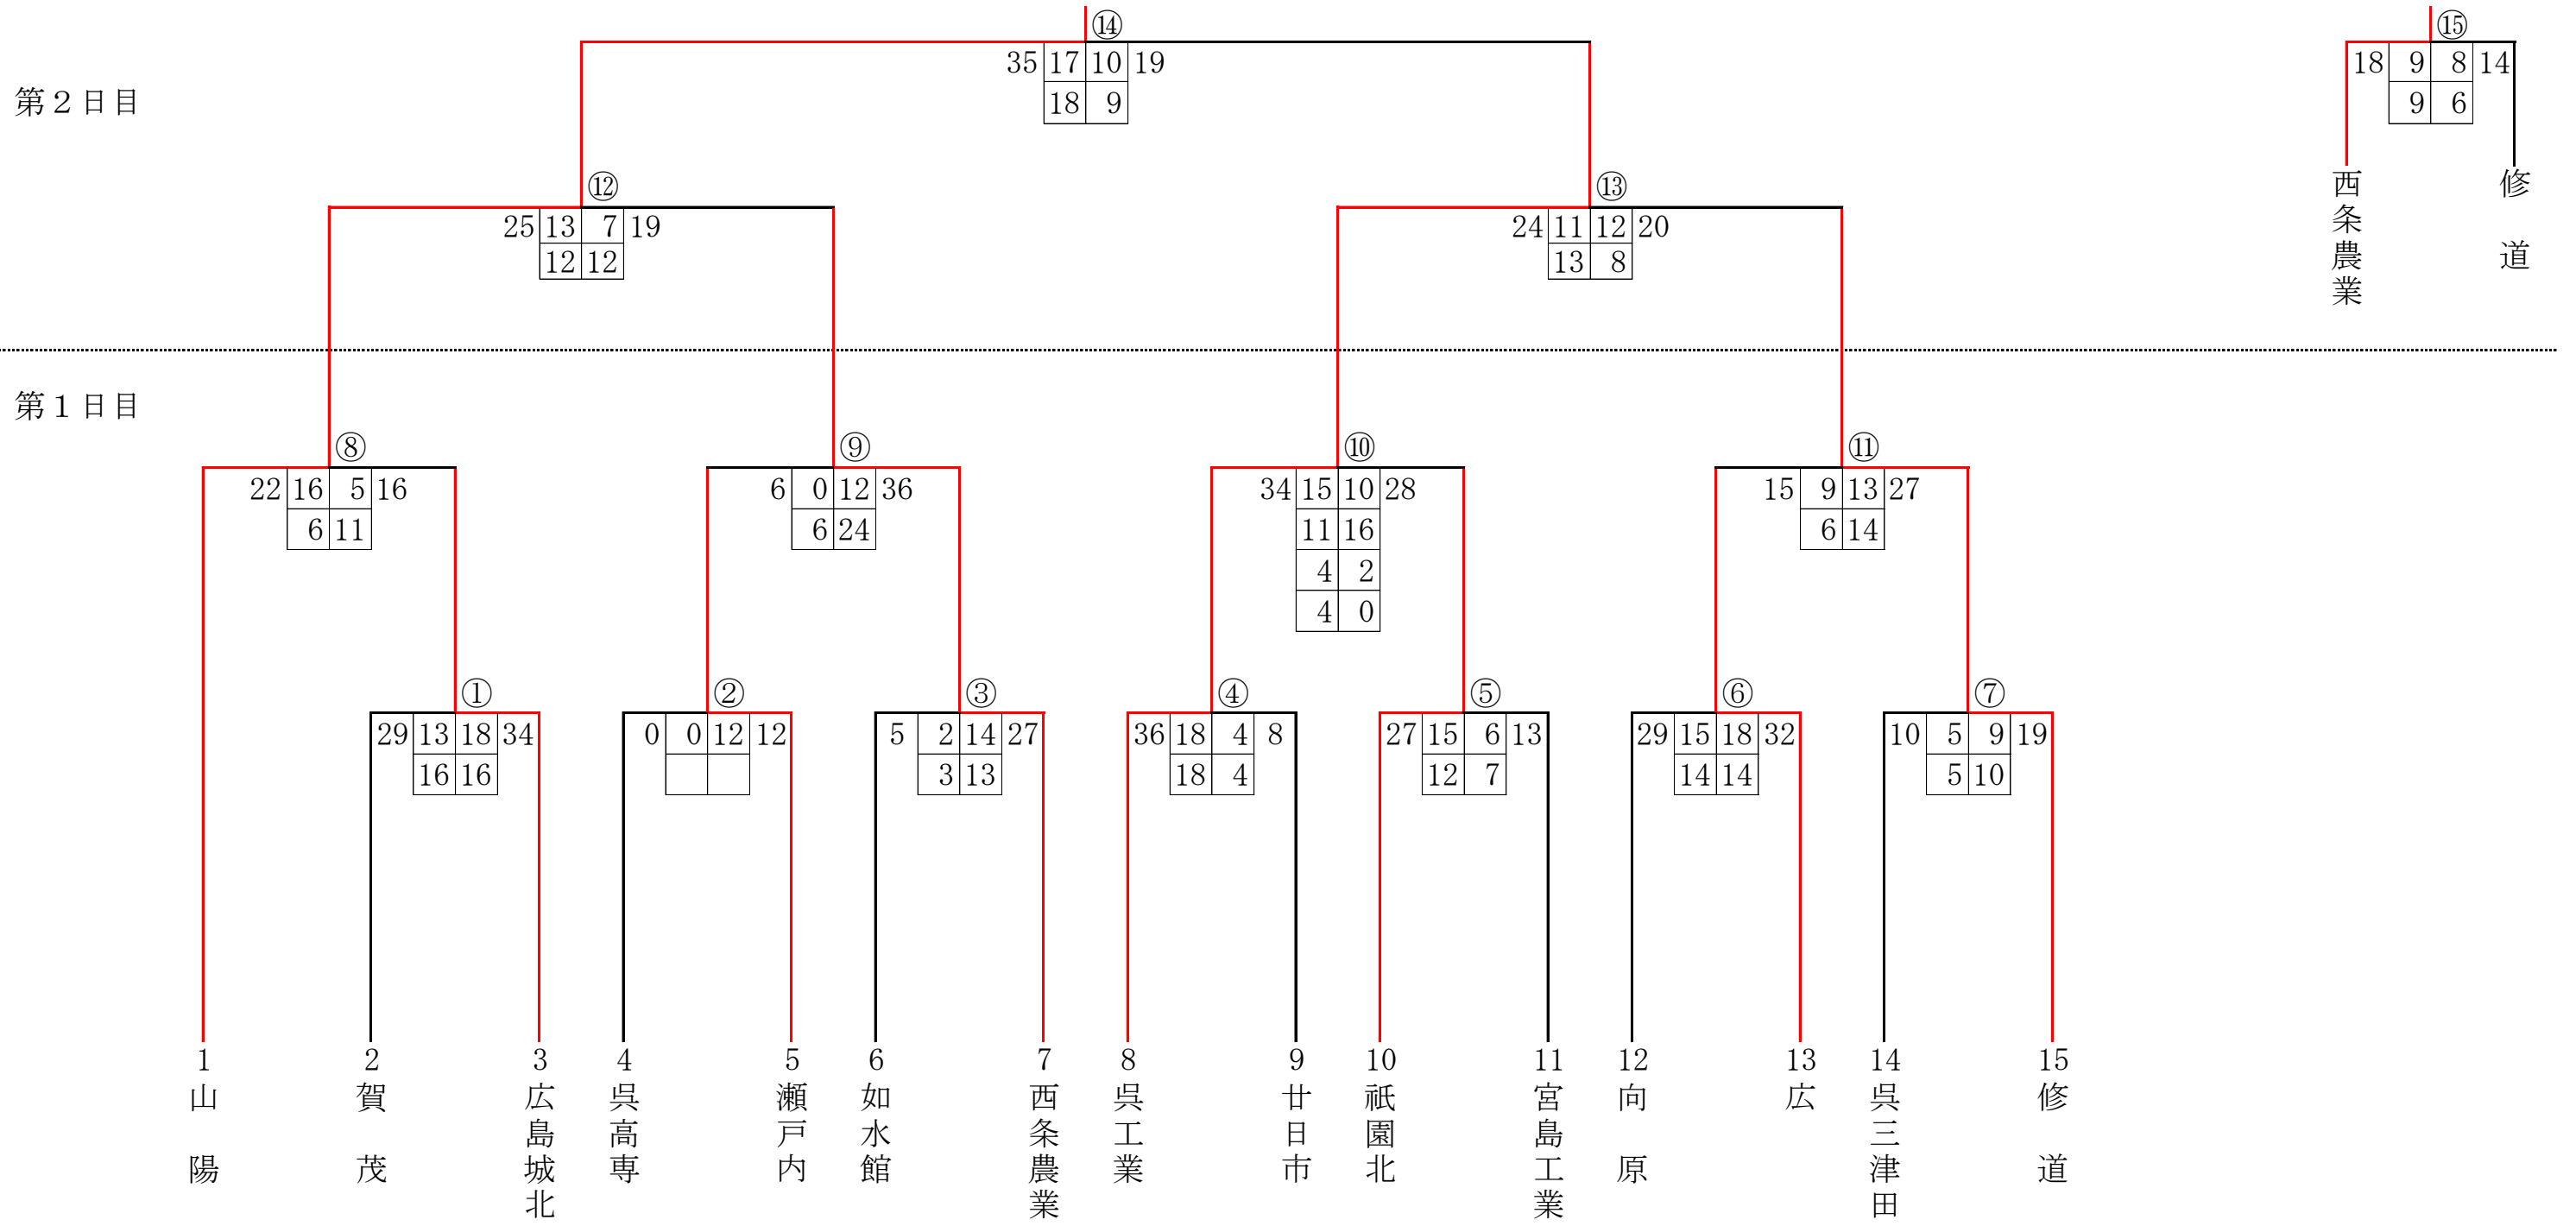 ⑭ ⑮
35 17 10 19 18 9 8 14
第２日目
18 9 9 6
⑫ ⑬
西条農業 修道
25 13 7 19 24 11 12 20
12 12 13 8
第１日目
⑧ ⑨ ⑩ ⑪
22 16 5 16 6 0 12 36 34 15 10 28 15 9 13 27
6 11 6 24 11 16 6 14
4 2
4 0
① ② ③ ④ ⑤ ⑥ ⑦
29 13 18 34 0 0 12 12 5 2 14 27 36 18 4 8 27 15 6 13 29 15 18 32 10 5 9 19
16 16 3 13 18 4 12 7 14 14 5 10
1 2 3 4 5 6 7 8 9 10 11 12 13 14 15
山陽 賀茂 広島城北 呉高専 瀬戸内 如水館 西条農業 呉工業 廿日市 祇園北 宮島工業 向原 広 呉三津田 修道